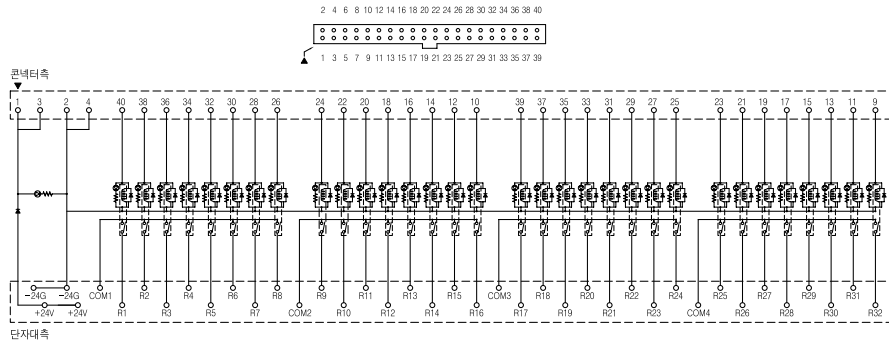 2 4 6 8 10 12 14 16 18 20 22 24 26 28 30 32 34 36 38 40
1 3 5 7 9 11 13 15 17 19 21 23 25 27 29 31 33 35 37 39
콘넥터측
1 3 2 4 40 38 36 34 32 30 28 26 24 22 20 18 16 14 12 10 39 37 35 33 31 29 27 25 23 21 19 17 15 13 11 9
-24G -24G COM1 R2 R4 R6 R8 R9 R11 R13 R15 COM3 R18 R20 R22 R24 R25 R27 R29 R31
+24V +24V R1 R3 R5 R7 COM2 R10 R12 R14 R16 R17 R19 R21 R23 COM4 R26 R28 R30 R32
단자대측